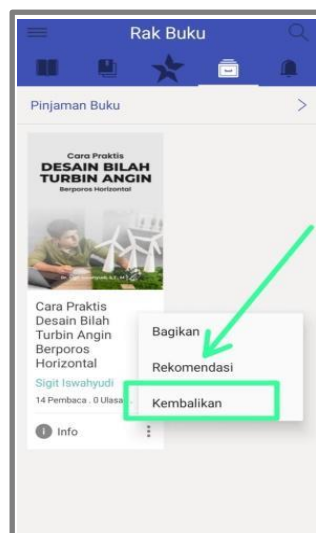 Rak Buku
Pinjaman Buku
Cara Praktis
DESAIN BILAH
TURBIN ANGIN
Berporos Horizontal
Cara Praktis
Desain Bilah
Turbin Angin
Berporos
Horizontal
Sigit Iswahyudi
14 Pembaca . 0 Ulasa
Info
Bagikan
Rekomendasi
Kembalikan